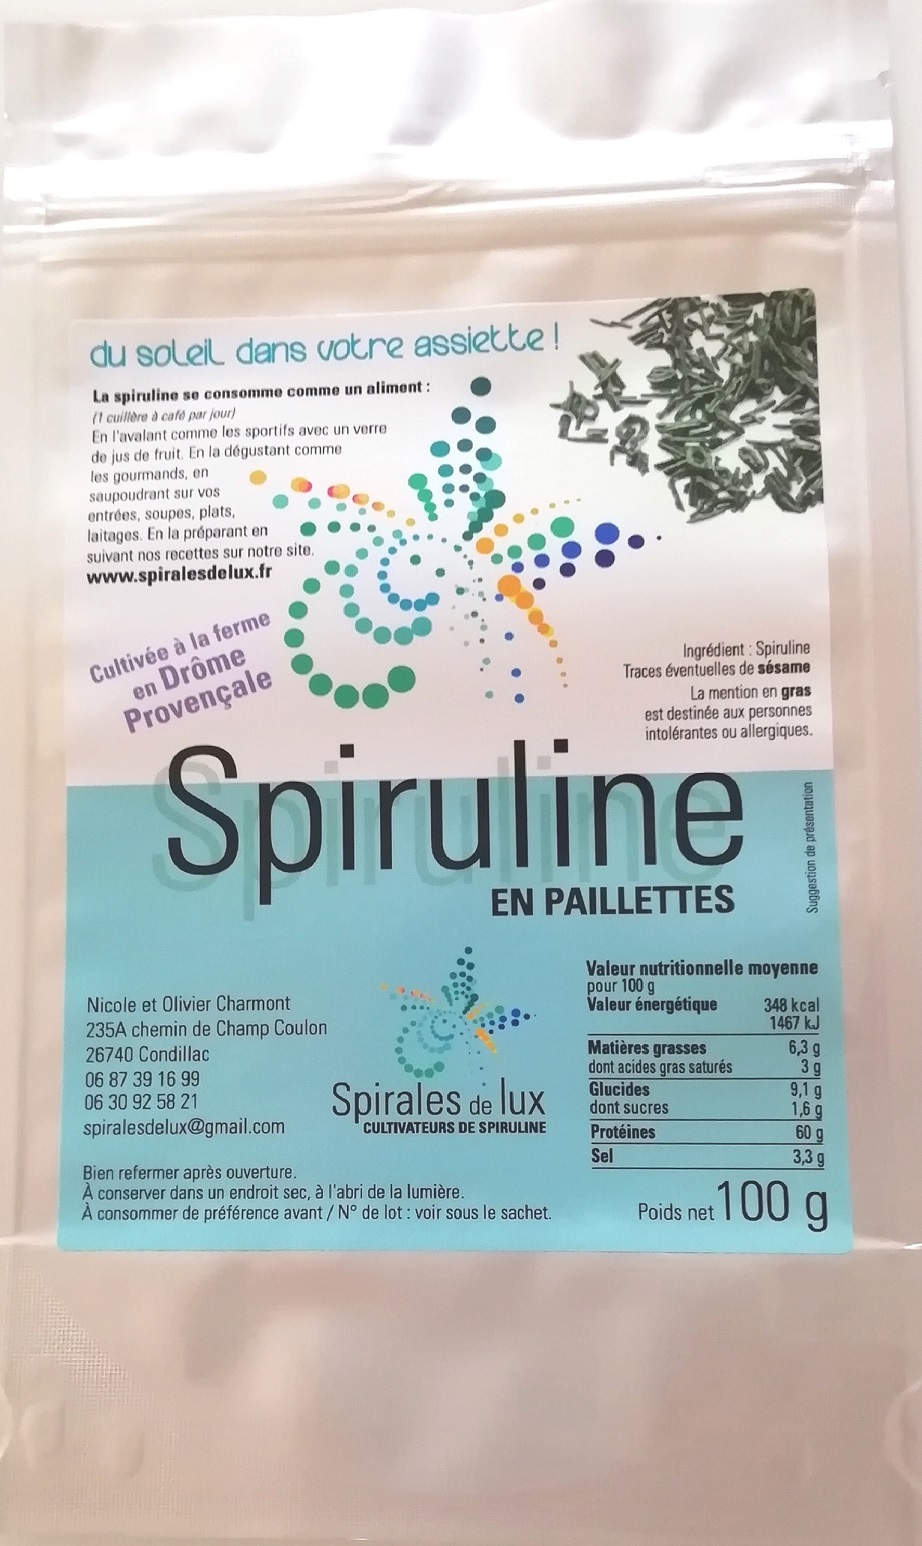 du soleil dans votre assiette !
La spiruline se consomme comme un aliment :
(1 cuillère à café par jour)
En l'avalant comme les sportifs avec un verre
de jus de fruit. En la dégustant comme
les gourmands, en
saupoudrant sur vos
entrées, soupes, plats,
laitages. En la préparant en
suivant nos recettes sur notre site.
www.spiralesdelux.fr
Cultivée à la ferme
en Drôme
Provençale
Ingrédient : Spiruline
Traces éventuelles de sésame
La mention en gras
est destinée aux personnes
intolérantes ou allergiques.
Spiruline
EN PAILLETTES
Suggestion de présentation
Nicole et Olivier Charmont
235A chemin de Champ Coulon
26740 Condillac
06 87 39 16 99
06 30 92 58 21
spiralesdelux@gmail.com
Spirales de lux
CULTIVATEURS DE SPIRULINE
Valeur nutritionnelle moyenne
pour 100 g
Valeur énergétique 348 kcal
1467 kJ
Matières grasses 6,3 g
dont acides gras saturés 3 g
Glucides 9,1 g
dont sucres 1,6 g
Protéines 60 g
Sel 3,3 g
Bien refermer après ouverture.
À conserver dans un endroit sec, à l'abri de la lumière.
À consommer de préférence avant / N° de lot : voir sous le sachet.
Poids net 100 g